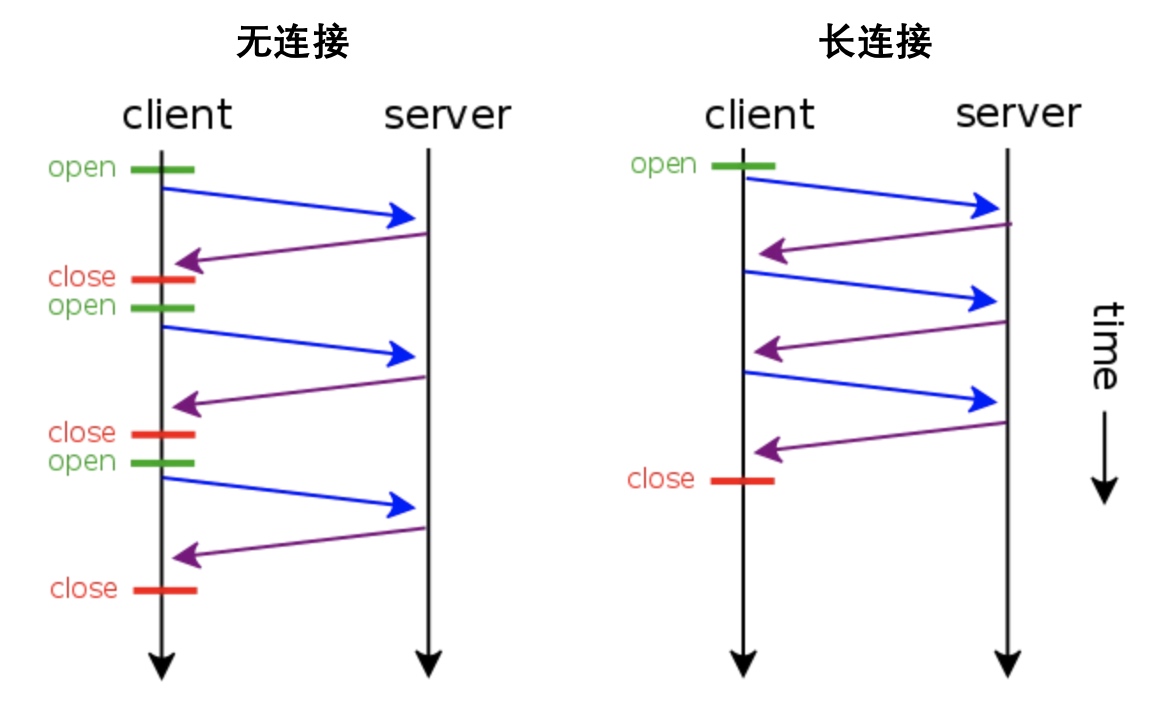 无连接
client
server
open
close
open
close
open
close
长连接
client
server
open
close
time